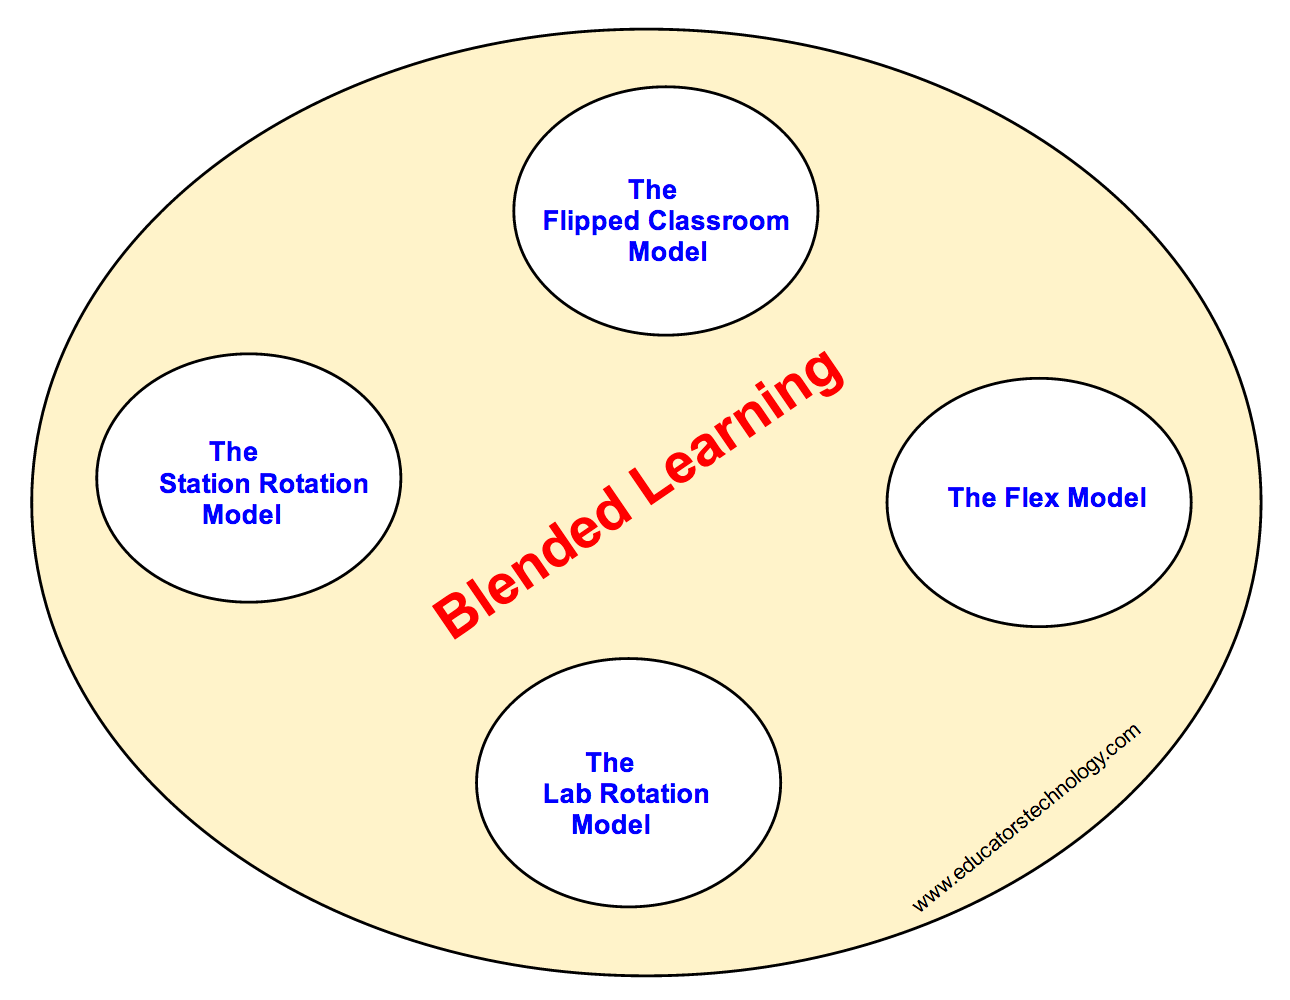 The
Flipped Classroom
Model
Blended Learning
The
Station Rotation
Model
The Flex Model
The
Lab Rotation
Model
www.educatorstechnology.com